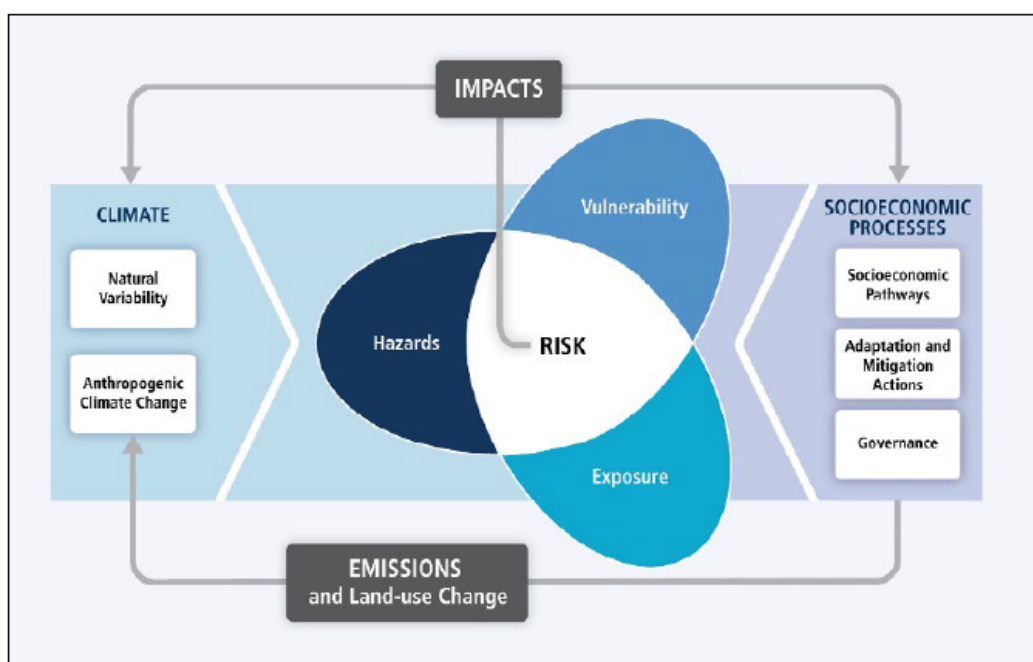 IMPACTS
CLIMATE
Natural
Variability
Anthropogenic
Climate Change
Vulnerability
Hazards
RISK
Exposure
SOCIOECONOMIC
PROCESSES
Socioeconomic
Pathways
Adaptation and
Mitigation
Actions
Governance
EMISSIONS
and Land-use Change